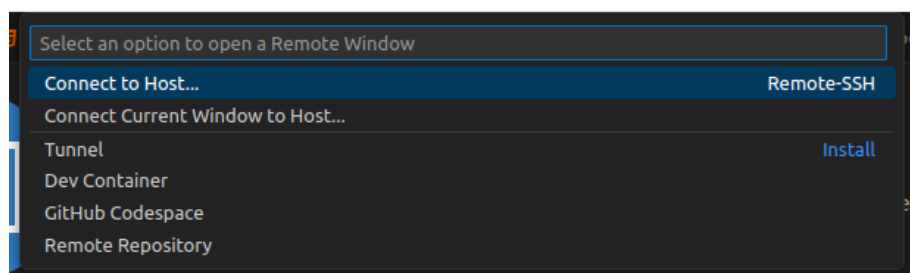 Select an option to open a Remote Window
Connect to Host... Remote-SSH
Connect Current Window to Host...
Tunnel Install
Dev Container
GitHub Codespace
Remote Repository